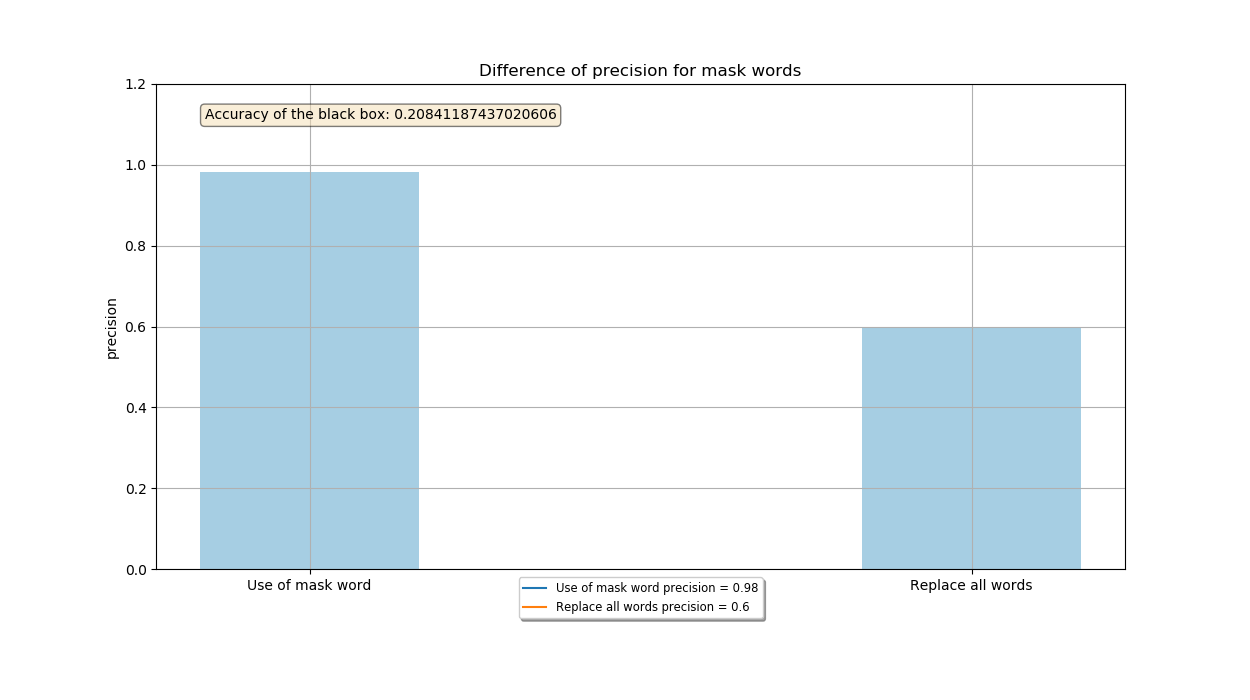 Difference of precision for mask words
1.2
Accuracy of the black box: 0.20841187437020606
1.0
0.8
0.6
0.4
0.2
0.0
precision
Use of mask word
Replace all words
Use of mask word precision = 0.98
Replace all words precision = 0.6